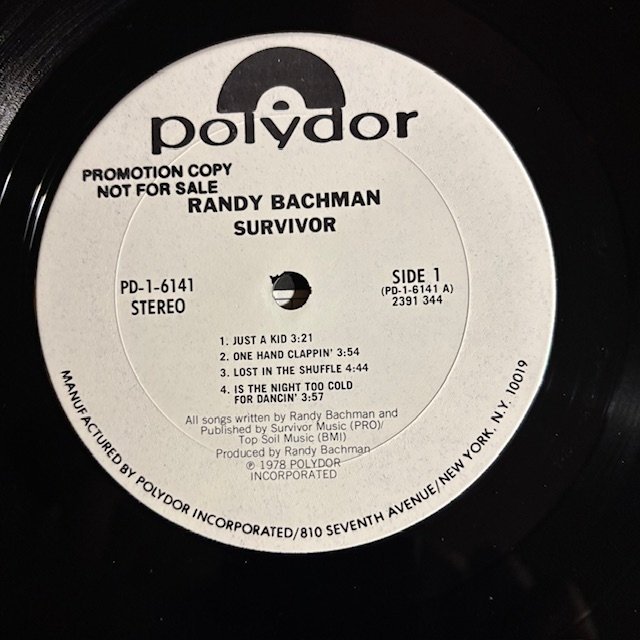 polydor
PROMOTION COPY
NOT FOR SALE
RANDY BACHMAN
SURVIVOR
PD-1-6141
STEREO
SIDE 1
(PD-1-6141 A)
2391 344
1. JUST A KID 3:21
2. ONE HAND CLAPPIN' 3:54
3. LOST IN THE SHUFFLE 4:44
4. IS THE NIGHT TOO COLD
FOR DANCIN' 3:57
All songs written by Randy Bachman and
Published by Survivor Music (PRO)/
Top Soil Music (BMI)
Produced by Randy Bachman
℗ 1978 POLYDOR
INCORPORATED
MANUFACTURED BY POLYDOR INCORPORATED/810 SEVENTH AVENUE/NEW YORK, N.Y. 10019